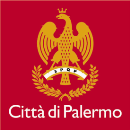 S P Q P
Città di Palermo